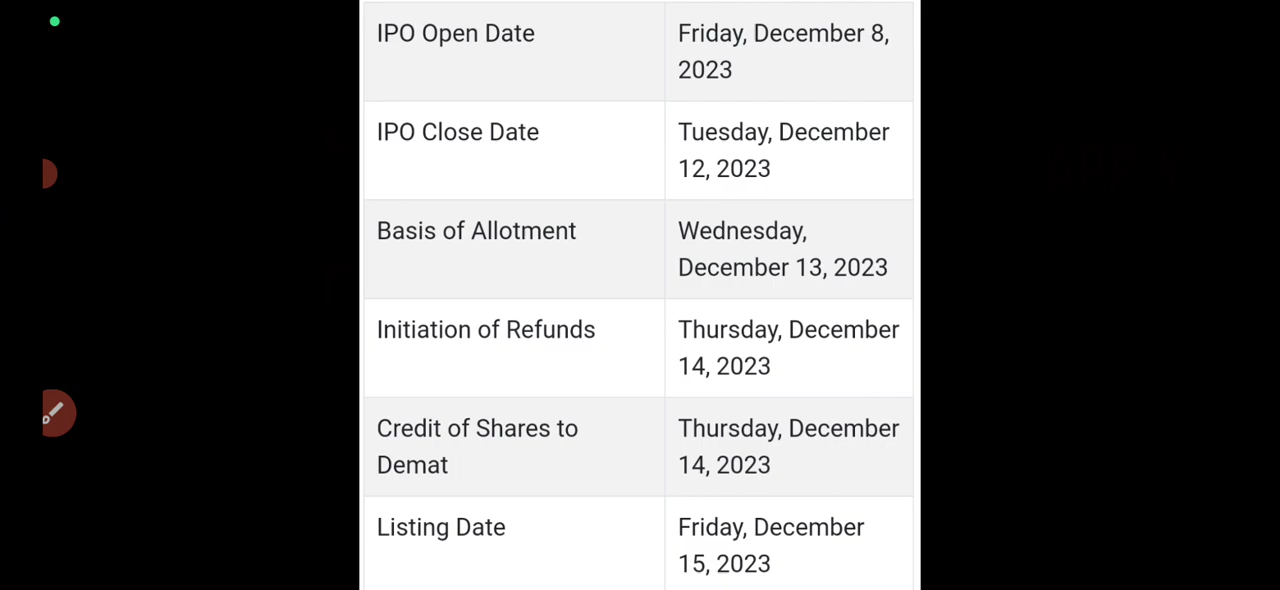 IPO Open Date
Friday, December 8,
2023
IPO Close Date
Tuesday, December
12, 2023
Basis of Allotment
Wednesday,
December 13, 2023
Initiation of Refunds
Thursday, December
14, 2023
Credit of Shares to
Demat
Thursday, December
14, 2023
Listing Date
Friday, December
15, 2023